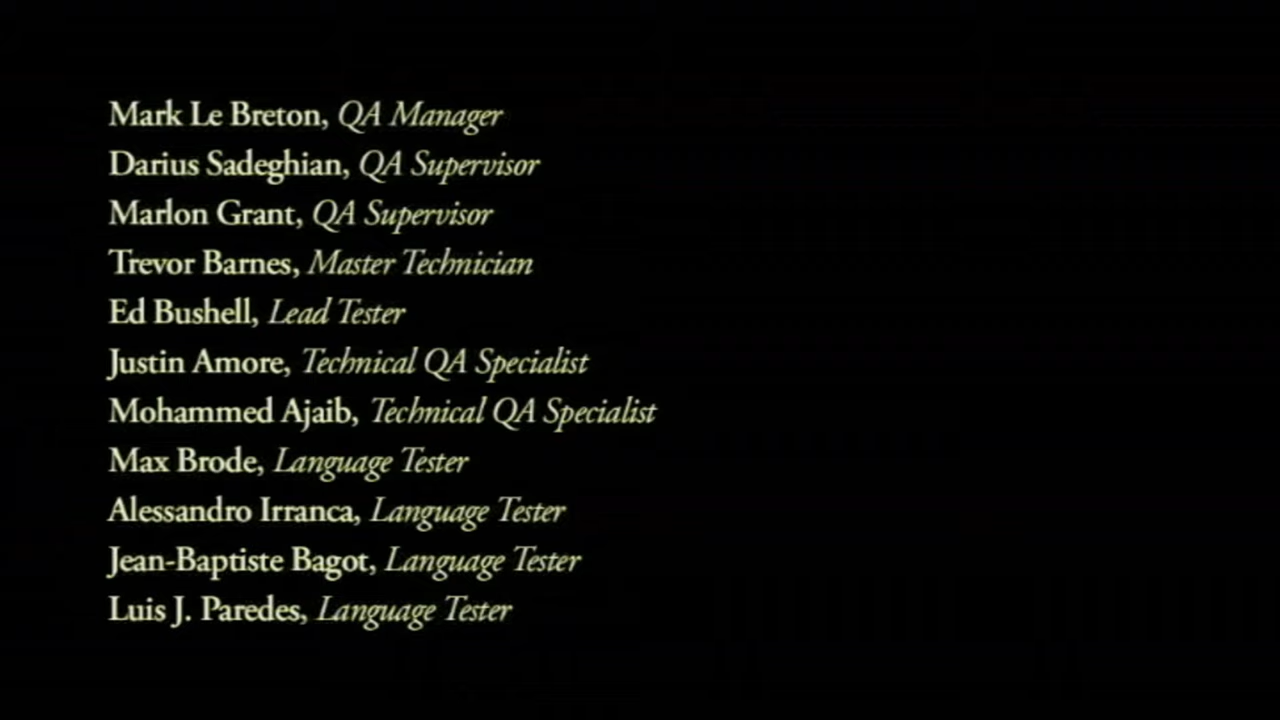 Mark Le Breton, QA Manager
Darius Sadeghian, QA Supervisor
Marlon Grant, QA Supervisor
Trevor Barnes, Master Technician
Ed Bushell, Lead Tester
Justin Amore, Technical QA Specialist
Mohammed Ajaib, Technical QA Specialist
Max Brode, Language Tester
Alessandro Irranca, Language Tester
Jean-Baptiste Bagot, Language Tester
Luis J. Paredes, Language Tester